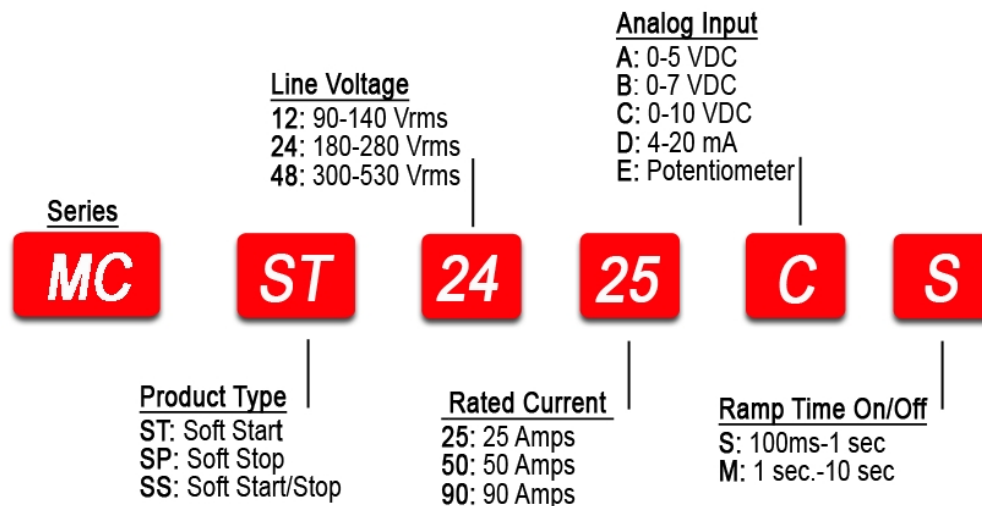 Analog Input
A: 0-5 VDC
B: 0-7 VDC
C: 0-10 VDC
D: 4-20 mA
E: Potentiometer
Line Voltage
12: 90-140 Vrms
24: 180-280 Vrms
48: 300-530 Vrms
Series
MC ST 24 25 C S
Product Type
ST: Soft Start
SP: Soft Stop
SS: Soft Start/Stop
Rated Current
25: 25 Amps
50: 50 Amps
90: 90 Amps
Ramp Time On/Off
S: 100ms-1 sec
M: 1 sec.-10 sec